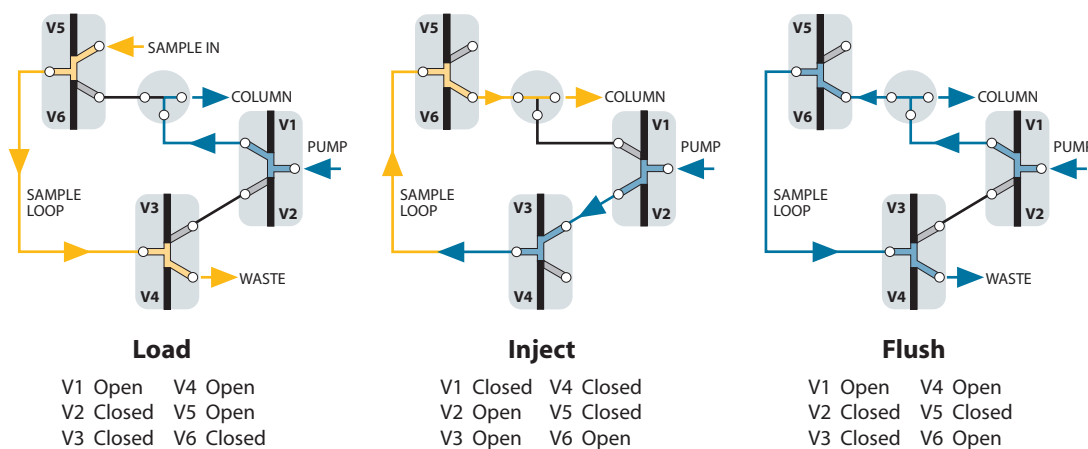 V5
SAMPLE IN
V6
COLUMN
V1
PUMP
SAMPLE
LOOP
V3
V2
WASTE
V4
Load
V1 Open V4 Open
V2 Closed V5 Open
V3 Closed V6 Closed
V5
V6
COLUMN
V1
PUMP
SAMPLE
LOOP
V3
V2
V4
Inject
V1 Closed V4 Closed
V2 Open V5 Closed
V3 Open V6 Open
V5
V6
COLUMN
V1
PUMP
SAMPLE
LOOP
V3
V2
WASTE
V4
Flush
V1 Open V4 Open
V2 Closed V5 Closed
V3 Closed V6 Open